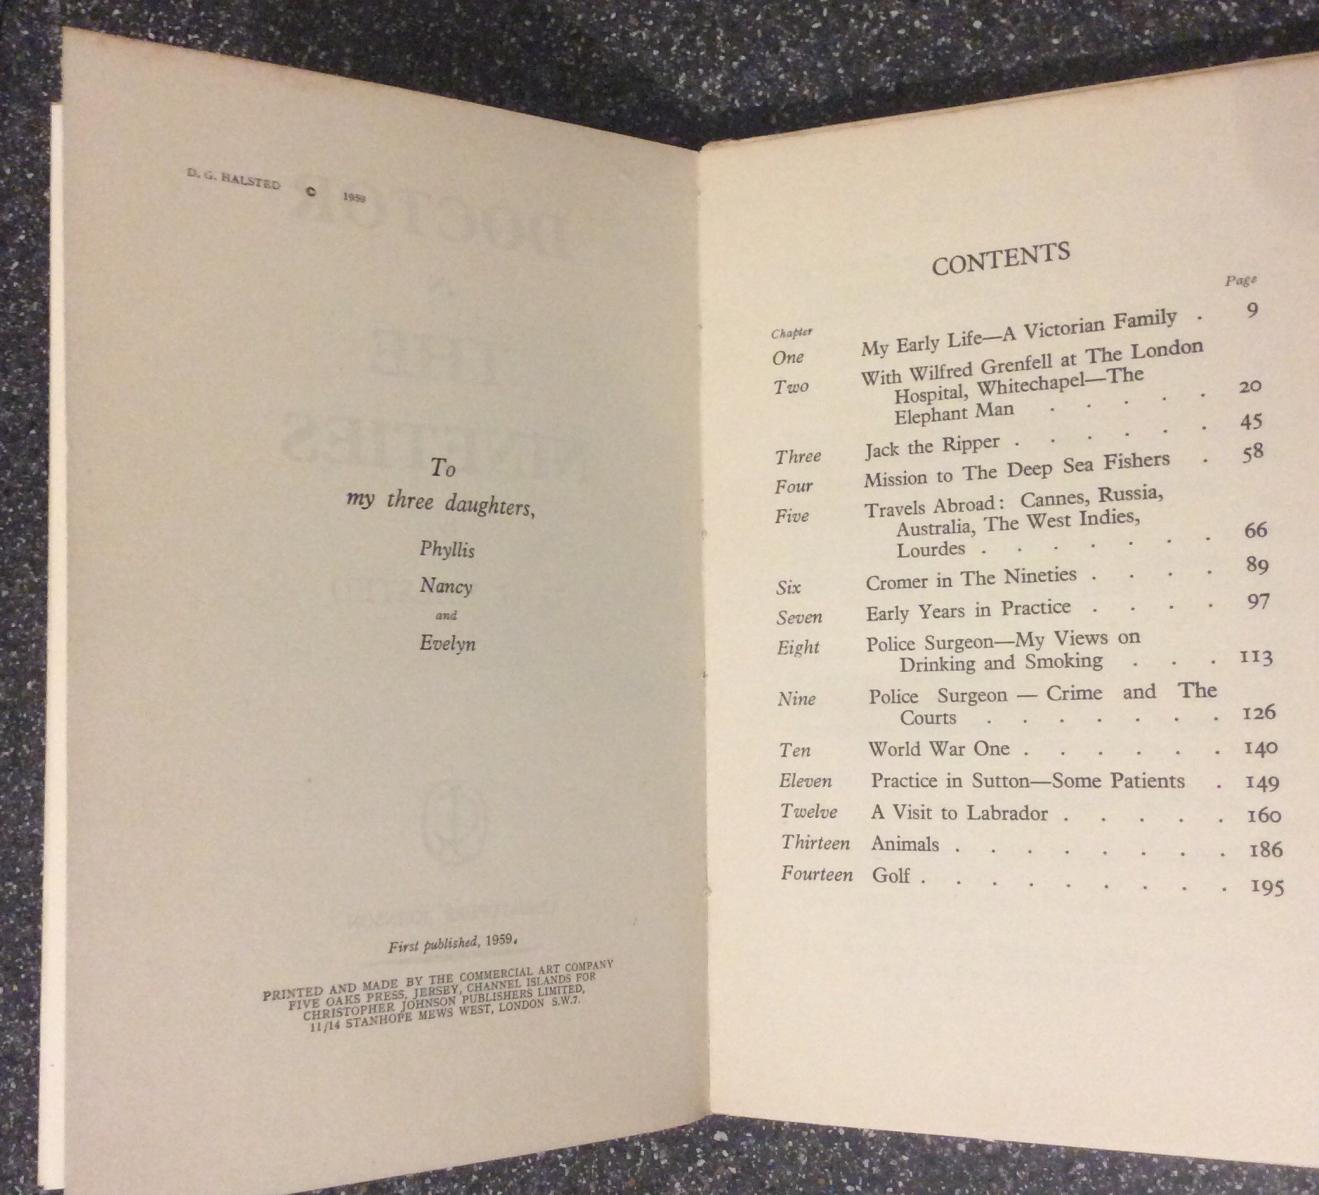 D. G. HALSTED © 1959
To
my three daughters,
Phyllis
Nancy
and
Evelyn
First published, 1959.
PRINTED AND MADE BY THE COMMERCIAL ART COMPANY
FIVE OAKS PRESS, JERSEY, CHANNEL ISLANDS FOR
CHRISTOPHER JOHNSON PUBLISHERS LIMITED,
11/14 STANHOPE MEWS WEST, LONDON S.W.7.
CONTENTS
Page
Chapter
One My Early Life—A Victorian Family . 9
Two With Wilfred Grenfell at The London
Hospital, Whitechapel—The
Elephant Man . . . . . 20
Three Jack the Ripper . . . . . . 45
Four Mission to The Deep Sea Fishers . 58
Five Travels Abroad: Cannes, Russia,
Australia, The West Indies,
Lourdes . . . . . . . 66
Six Cromer in The Nineties . . . . 89
Seven Early Years in Practice . . . . 97
Eight Police Surgeon—My Views on
Drinking and Smoking . . . 113
Nine Police Surgeon — Crime and The
Courts . . . . . . . 126
Ten World War One . . . . . . 140
Eleven Practice in Sutton—Some Patients . 149
Twelve A Visit to Labrador . . . . . 160
Thirteen Animals . . . . . . . . 186
Fourteen Golf . . . . . . . . . 195